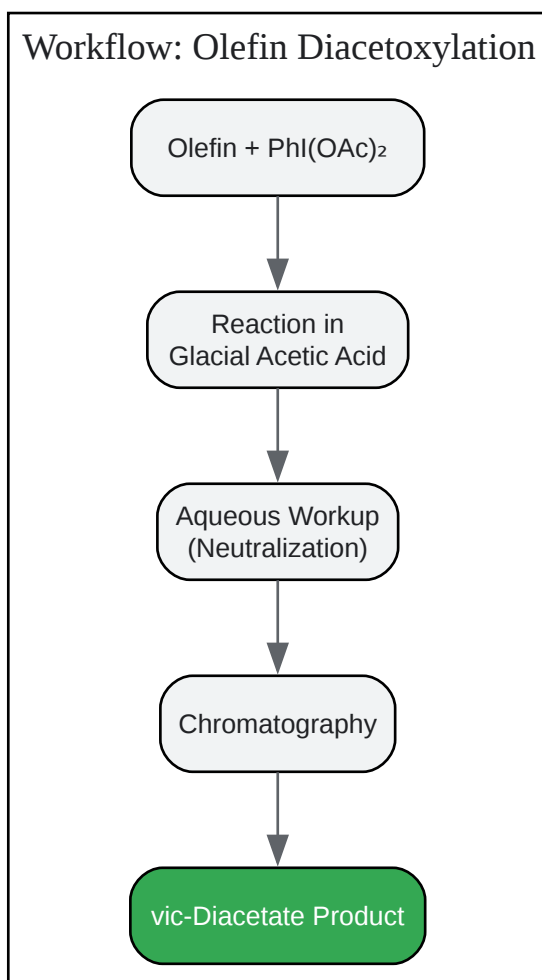 Workflow: Olefin Diacetoxylation
Olefin + PhI(OAc)₂
Reaction in
Glacial Acetic Acid
Aqueous Workup
(Neutralization)
Chromatography
vic-Diacetate Product